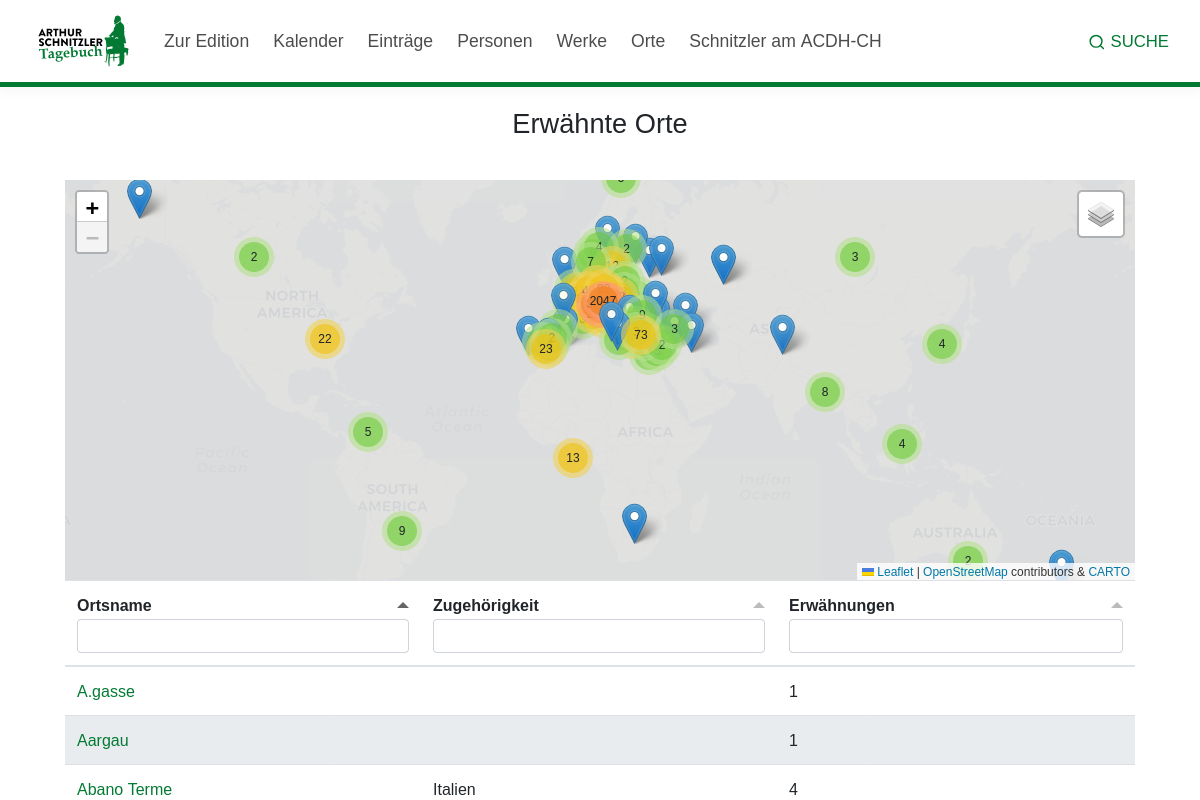 ARTHUR
SCHNITZLER
Tagebuch
Zur Edition Kalender Einträge Personen Werke Orte Schnitzler am ACDH-CH SUCHE
Erwähnte Orte
+
−
2
4
2
7
2
3
NORTH
AMERICA
2047
22
73
3
2
23
4
8
5
Atlantic
Ocean
AFRICA
4
Pacific
Ocean
13
Indian
Ocean
SOUTH
AMERICA
9
OCEANIA
AUSTRALIA
2
Leaflet | OpenStreetMap contributors & CARTO
Ortsname Zugehörigkeit Erwähnungen
A.gasse 1
Aargau 1
Abano Terme Italien 4